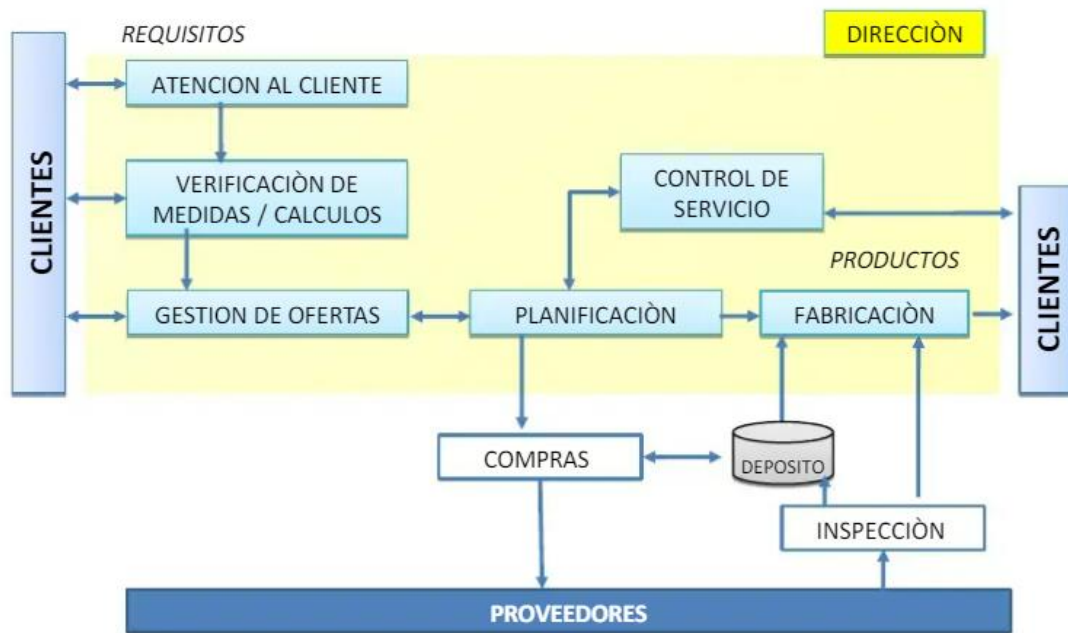 REQUISITOS
DIRECCIÒN
ATENCION AL CLIENTE
CLIENTES
VERIFICACIÒN DE
MEDIDAS / CALCULOS
CONTROL DE
SERVICIO
PRODUCTOS
CLIENTES
GESTION DE OFERTAS
PLANIFICACIÒN
FABRICACIÒN
COMPRAS
DEPOSITO
INSPECCIÒN
PROVEEDORES